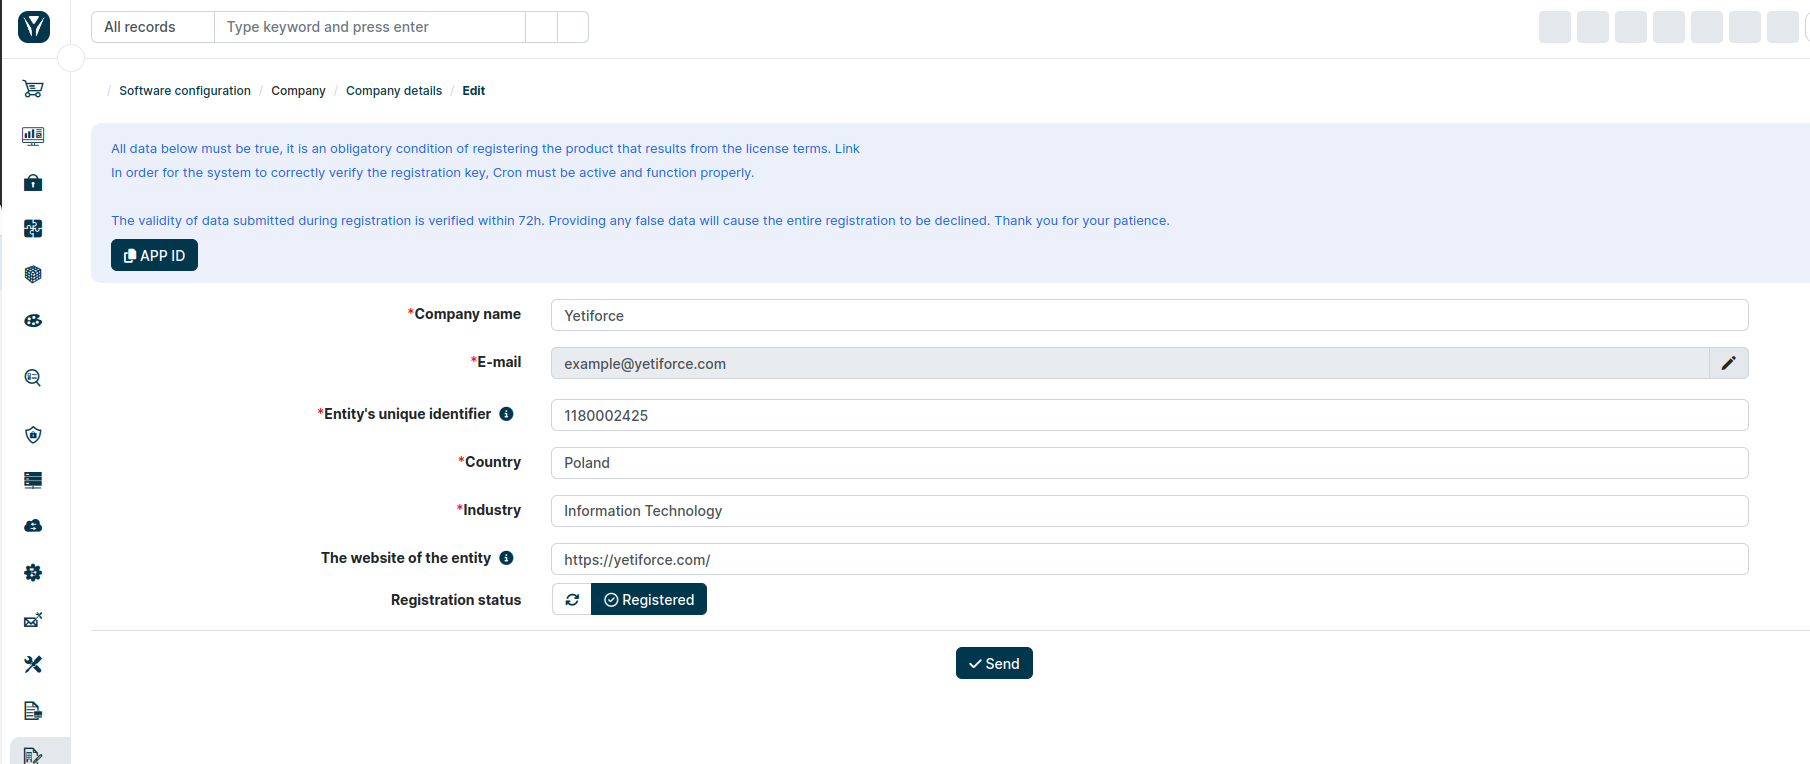 All records Type keyword and press enter
/ Software configuration / Company / Company details / Edit
All data below must be true, it is an obligatory condition of registering the product that results from the license terms. Link
In order for the system to correctly verify the registration key, Cron must be active and function properly.
The validity of data submitted during registration is verified within 72h. Providing any false data will cause the entire registration to be declined. Thank you for your patience.
APP ID
*Company name Yetiforce
*E-mail example@yetiforce.com
*Entity's unique identifier 1180002425
*Country Poland
*Industry Information Technology
The website of the entity https://yetiforce.com/
Registration status Registered
Send